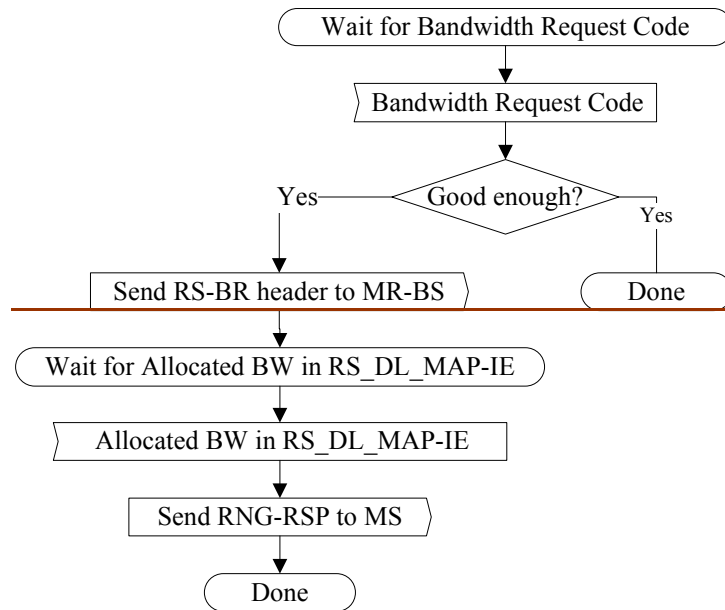 Wait for Bandwidth Request Code
Bandwidth Request Code
Good enough?
Yes
Yes
Send RS-BR header to MR-BS
Done
Wait for Allocated BW in RS_DL_MAP-IE
Allocated BW in RS_DL_MAP-IE
Send RNG-RSP to MS
Done